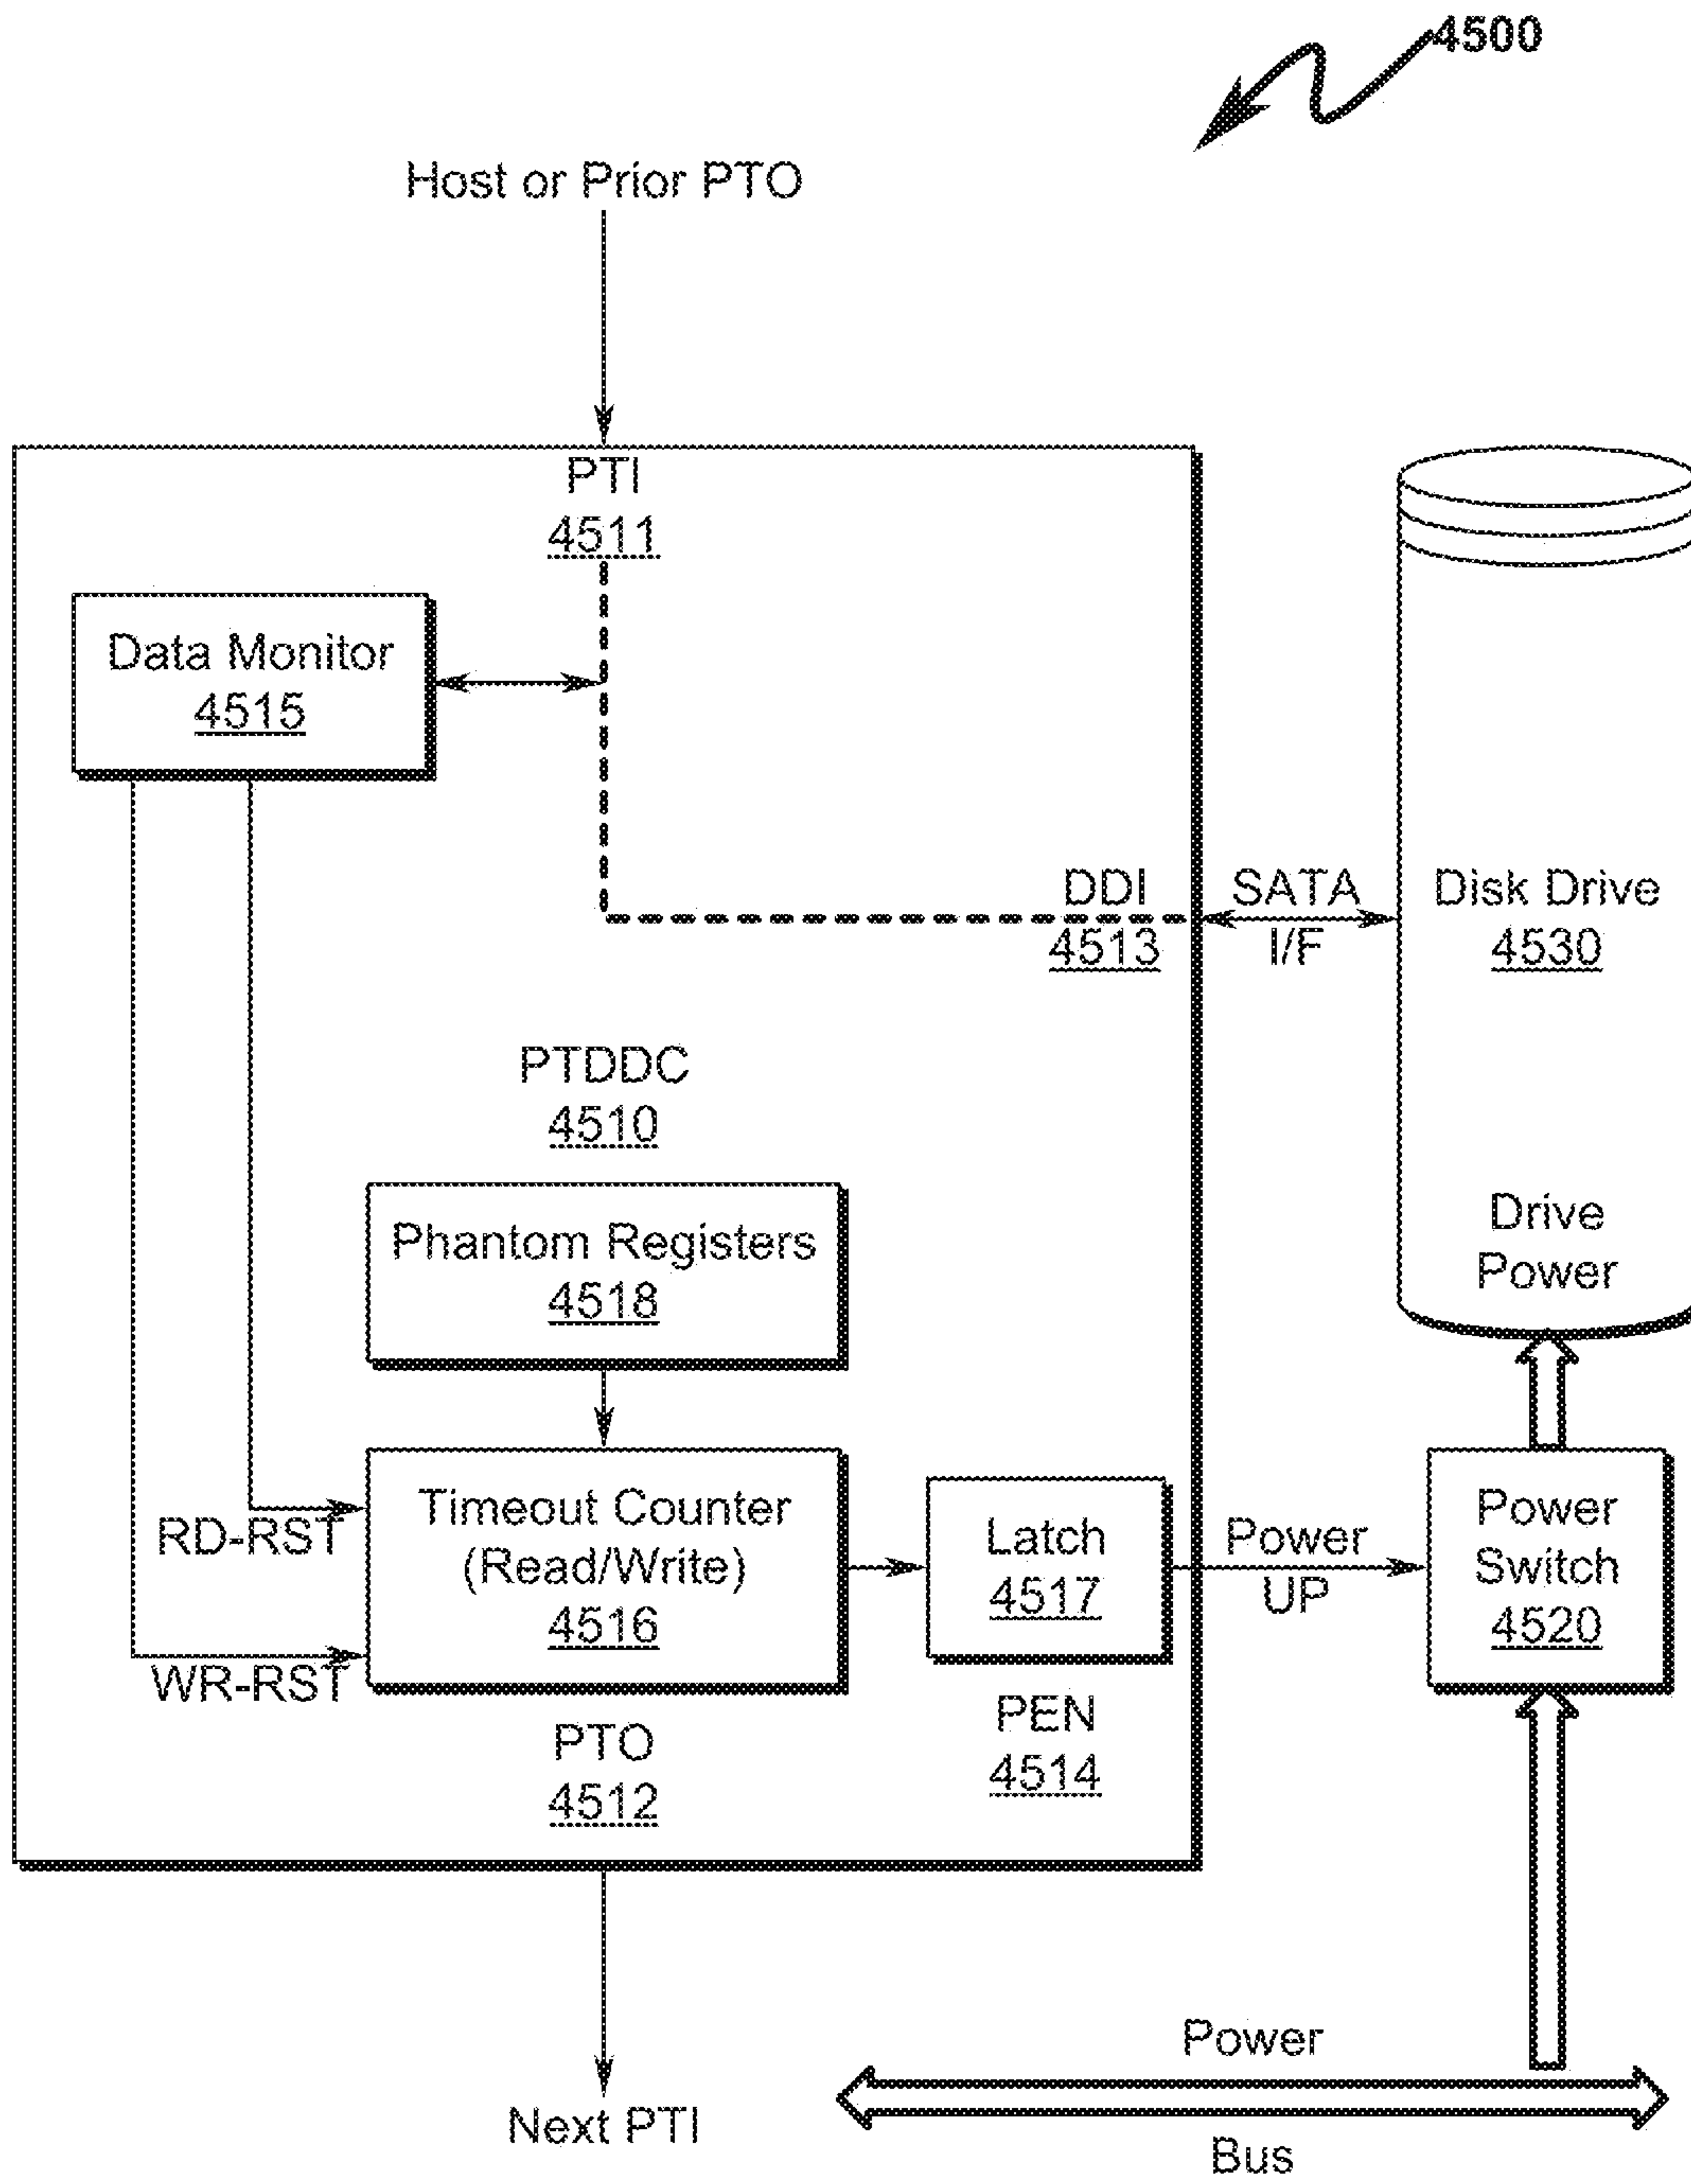 4500
Host or Prior PTO
PTI
4511
Data Monitor
4515
DDI
4513
SATA
I/F
Disk Drive
4530
PTDDC
4510
Phantom Registers
4518
Drive
Power
RD-RST
WR-RST
Timeout Counter
(Read/Write)
4516
Latch
4517
Power
UP
Power
Switch
4520
PTO
4512
PEN
4514
Next PTI
Power
Bus